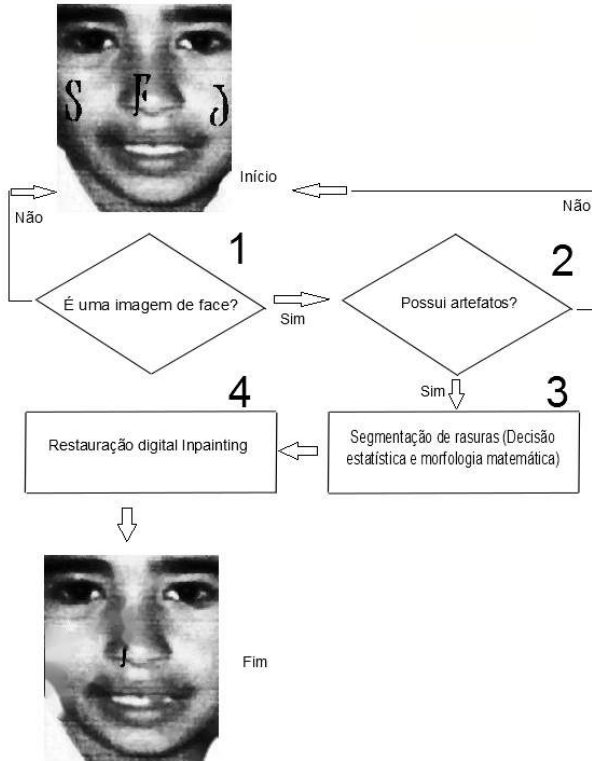 S F J
Início
Não
Não
1
2
É uma imagem de face?
Sim
Possui artefatos?
Sim
4
3
Restauração digital Inpainting
Segmentação de rasuras (Decisão
estatística e morfologia matemática)
Fim